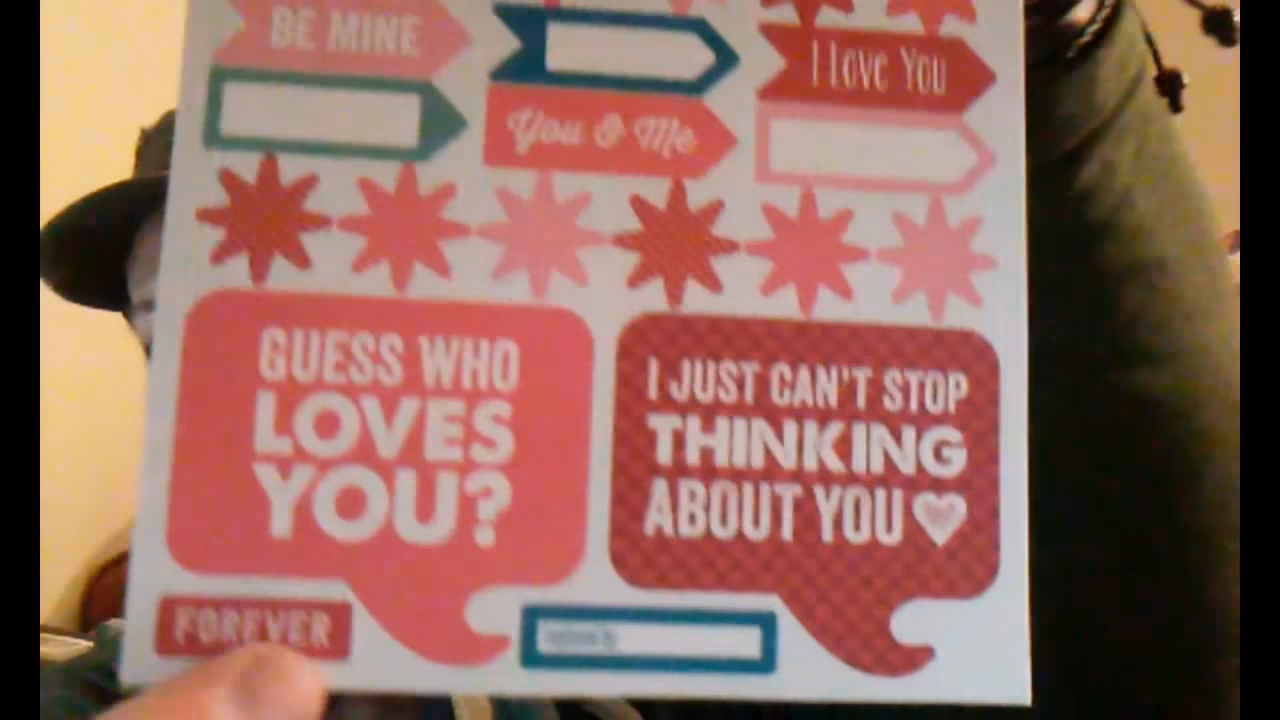 BE MINE
I Love You
You & Me
GUESS WHO
LOVES
YOU?
I JUST CAN'T STOP
THINKING
ABOUT YOU
FOREVER